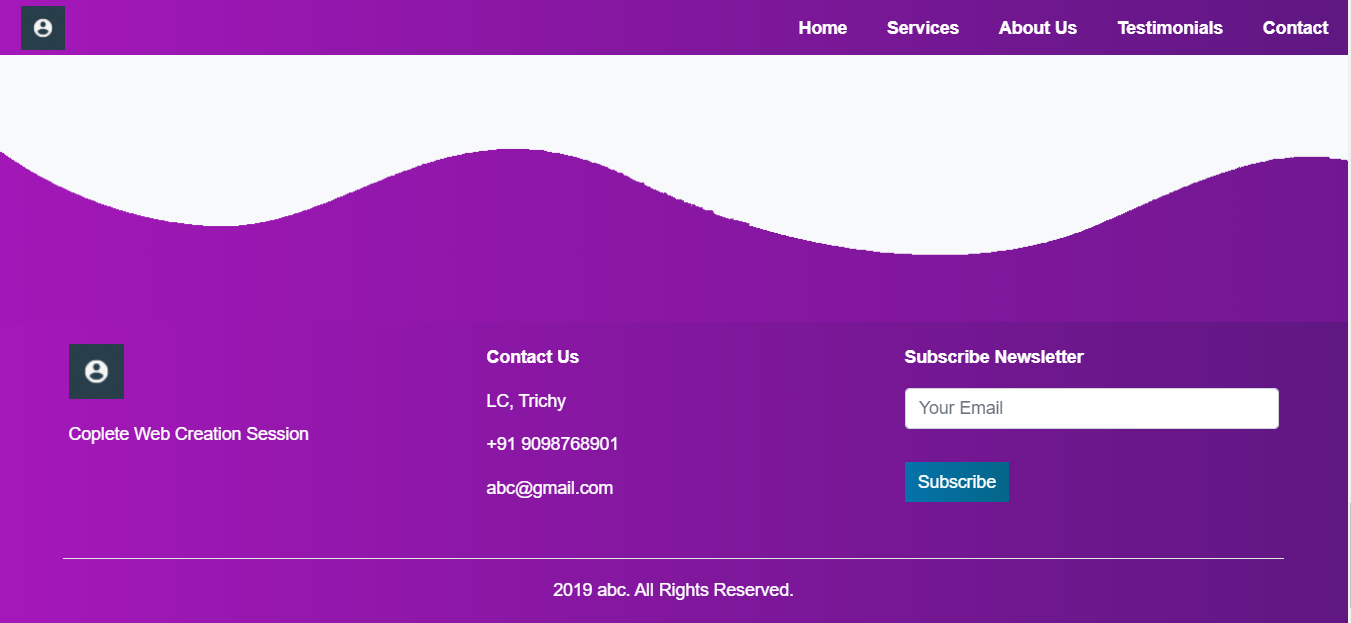 Home Services About Us Testimonials Contact
Coplete Web Creation Session
Contact Us
LC, Trichy
+91 9098768901
abc@gmail.com
Subscribe Newsletter
Your Email
Subscribe
2019 abc. All Rights Reserved.